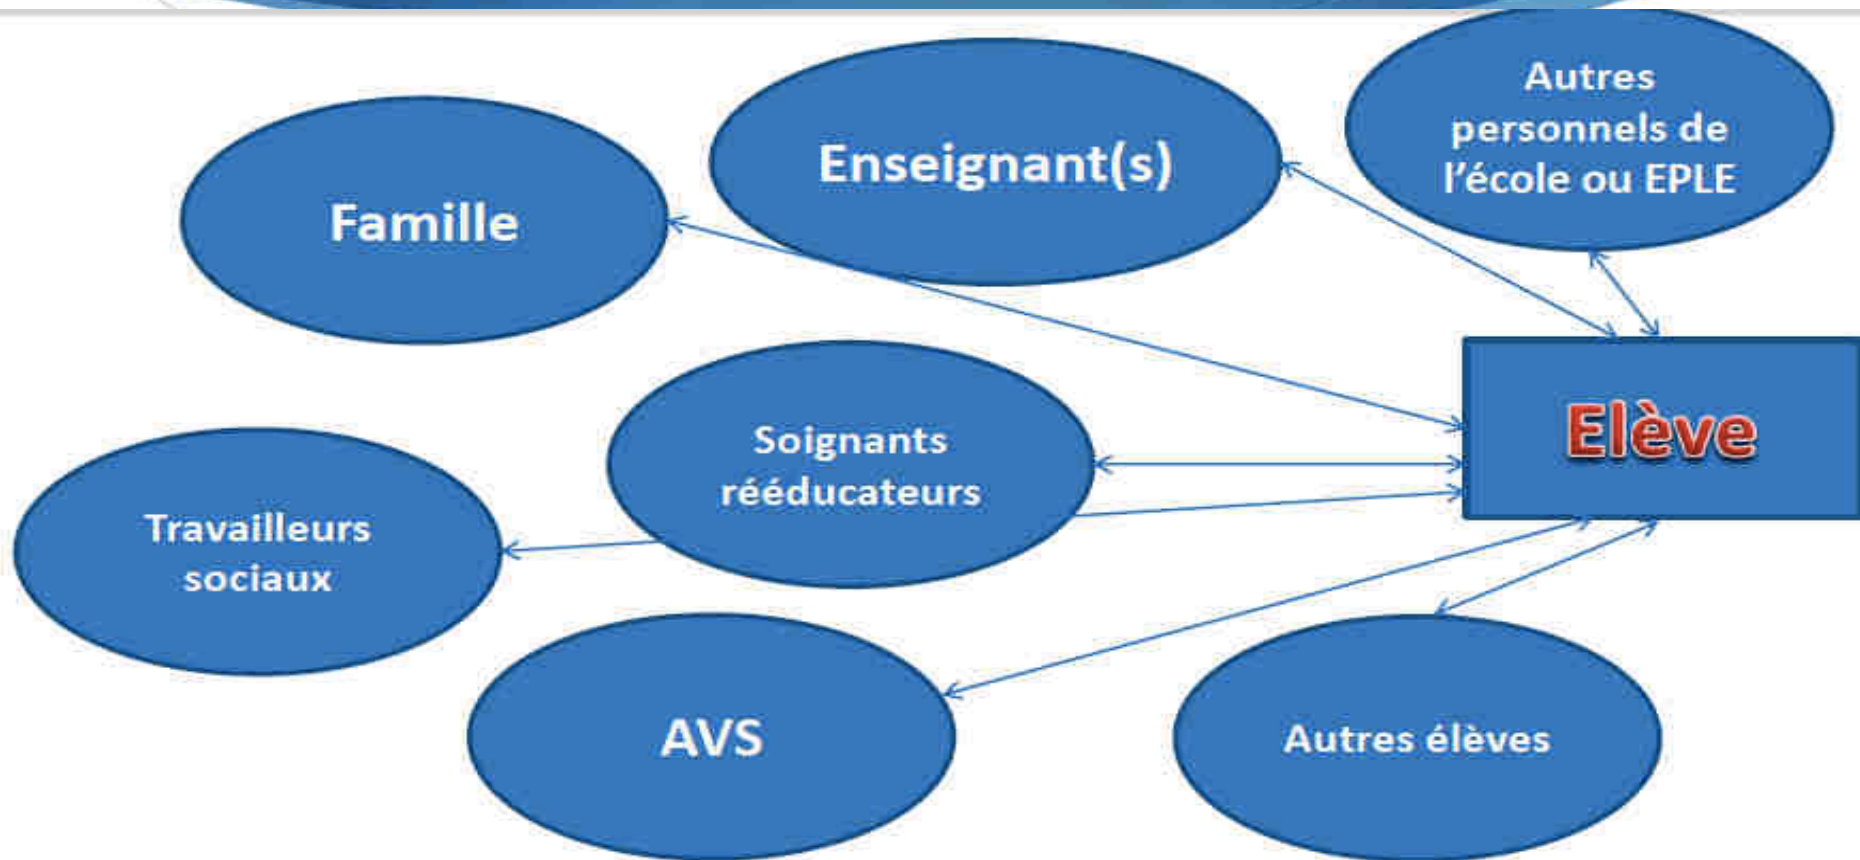 Autres
personnels de
l'école ou EPLE
Enseignant(s)
Famille
Elève
Soignants
rééducateurs
Travailleurs
sociaux
AVS
Autres élèves